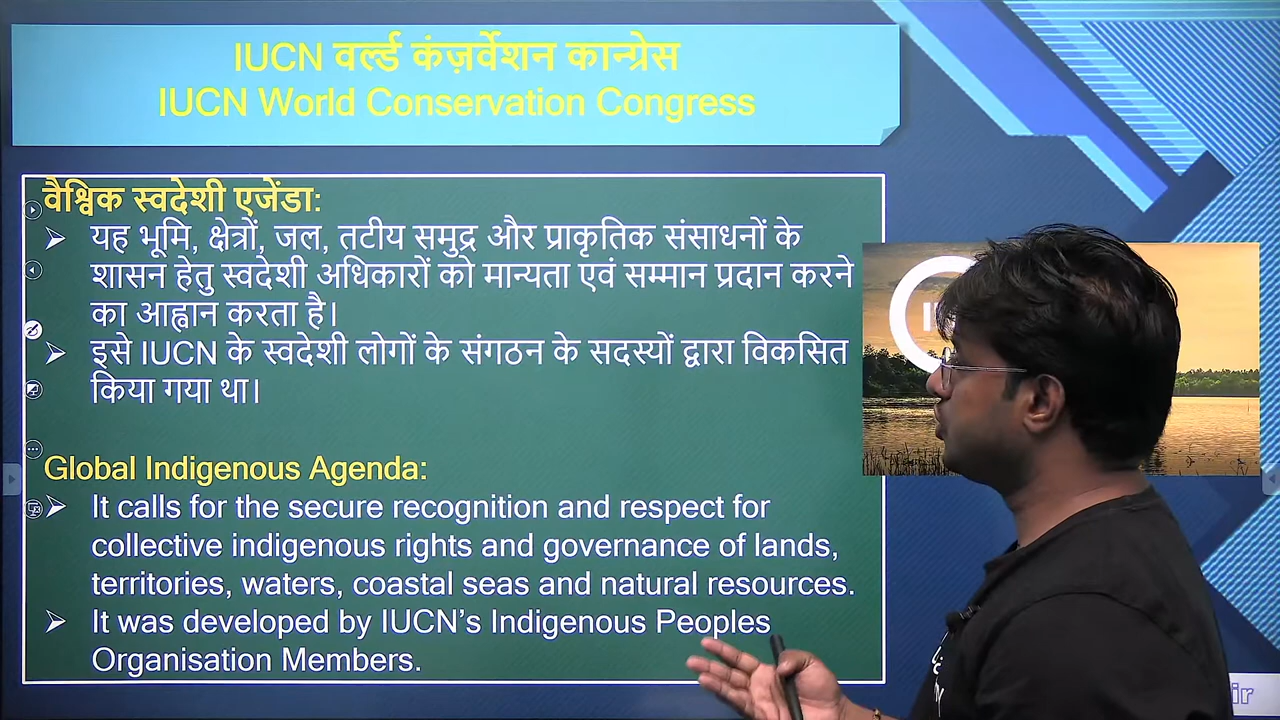 IUCN वर्ल्ड कंज़र्वेशन कान्ग्रेस
IUCN World Conservation Congress
वैश्विक स्वदेशी एजेंडा:
➢ यह भूमि, क्षेत्रों, जल, तटीय समुद्र और प्राकृतिक संसाधनों के
शासन हेतु स्वदेशी अधिकारों को मान्यता एवं सम्मान प्रदान करने
का आह्वान करता है।
➢ इसे IUCN के स्वदेशी लोगों के संगठन के सदस्यों द्वारा विकसित
किया गया था।
Global Indigenous Agenda:
➢ It calls for the secure recognition and respect for
collective indigenous rights and governance of lands,
territories, waters, coastal seas and natural resources.
➢ It was developed by IUCN’s Indigenous Peoples
Organisation Members.